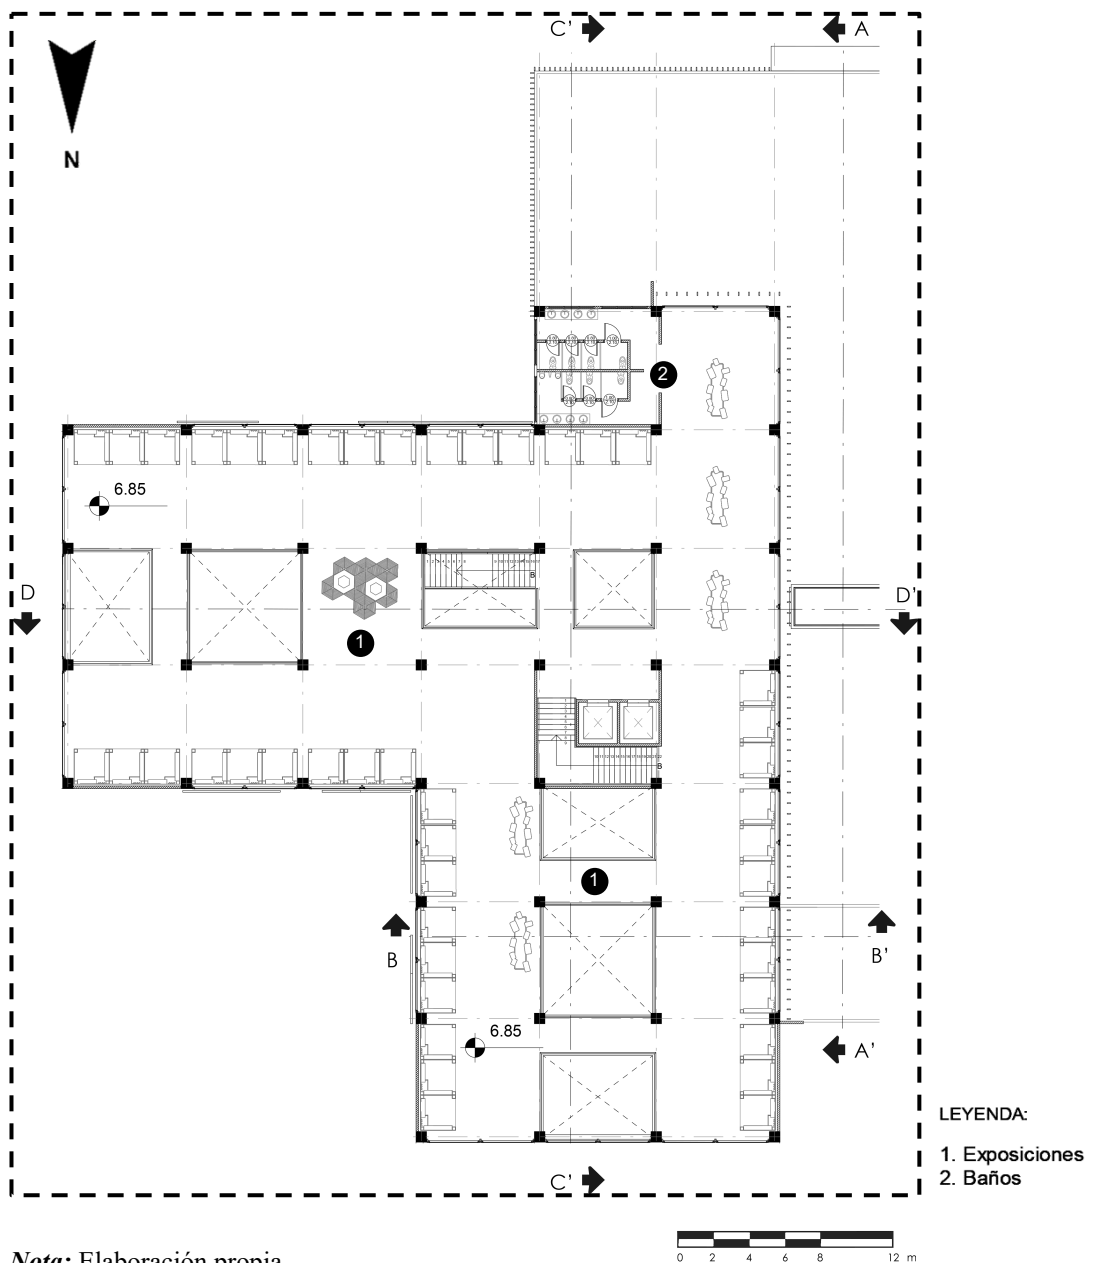 C' A
N
2
6.85
D D'
1
B
B
1
B B'
6.85
A'
C'
LEYENDA:
1. Exposiciones
2. Baños
0 2 4 6 8 12 m
Nota: Elaboración propia